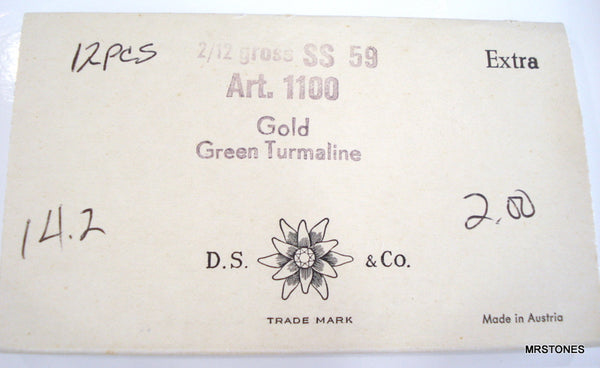 12pcs 2/12 gross SS 59 Extra
Art. 1100
Gold
Green Turmaline
14.2 2.00
D.S. & Co.
TRADE MARK
Made in Austria
MRSTONES